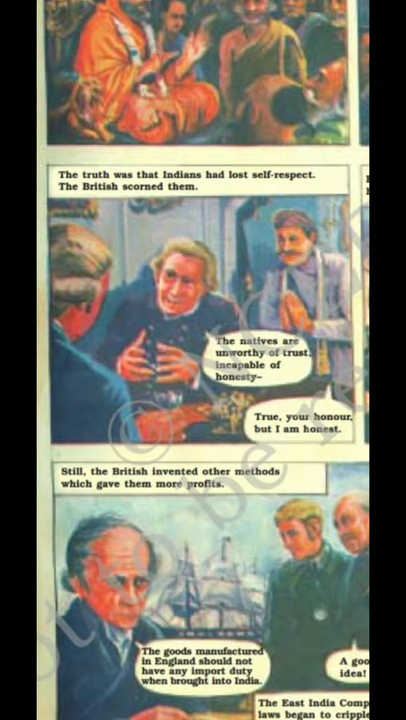 The truth was that Indians had lost self-respect.
The British scorned them.
The natives are
unworthy of trust,
incapable of
honesty–
True, your honour,
but I am honest.
Still, the British invented other methods
which gave them more profits.
The goods manufactured
in England should not
have any import duty
when brought into India.
A goo
idea!
The East India Comp
laws began to cripple